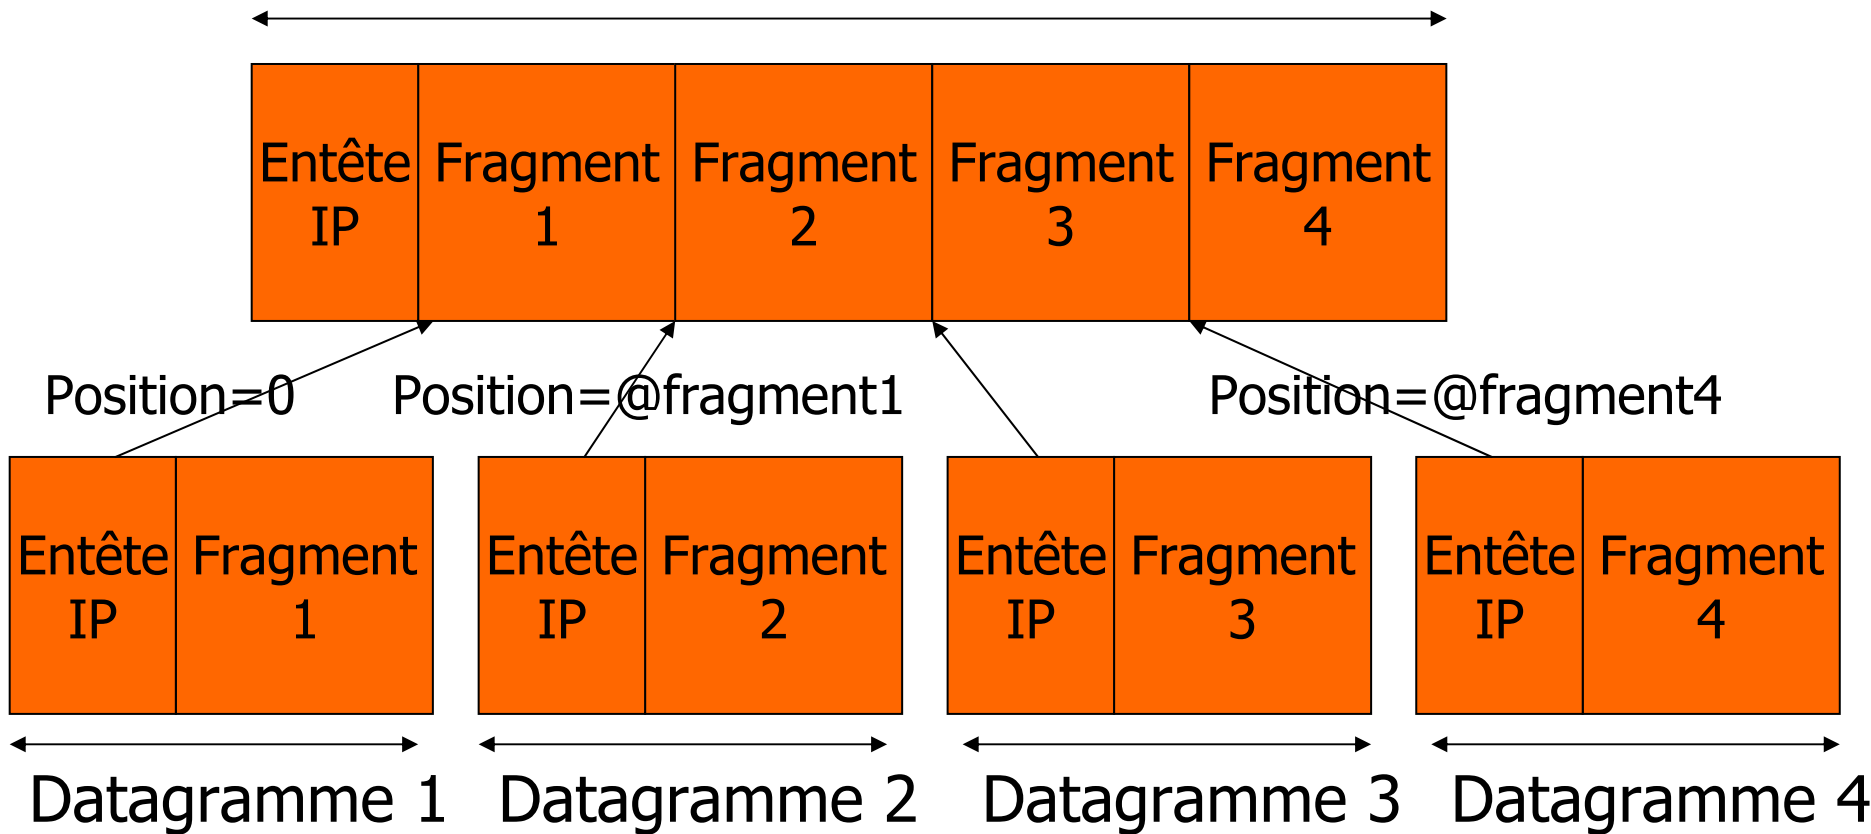 Entête Fragment Fragment Fragment Fragment
IP 1 2 3 4
Position=0 Position=@fragment1 Position=@fragment4
Entête Fragment Entête Fragment Entête Fragment Entête Fragment
IP 1 IP 2 IP 3 IP 4
Datagramme 1 Datagramme 2 Datagramme 3 Datagramme 4